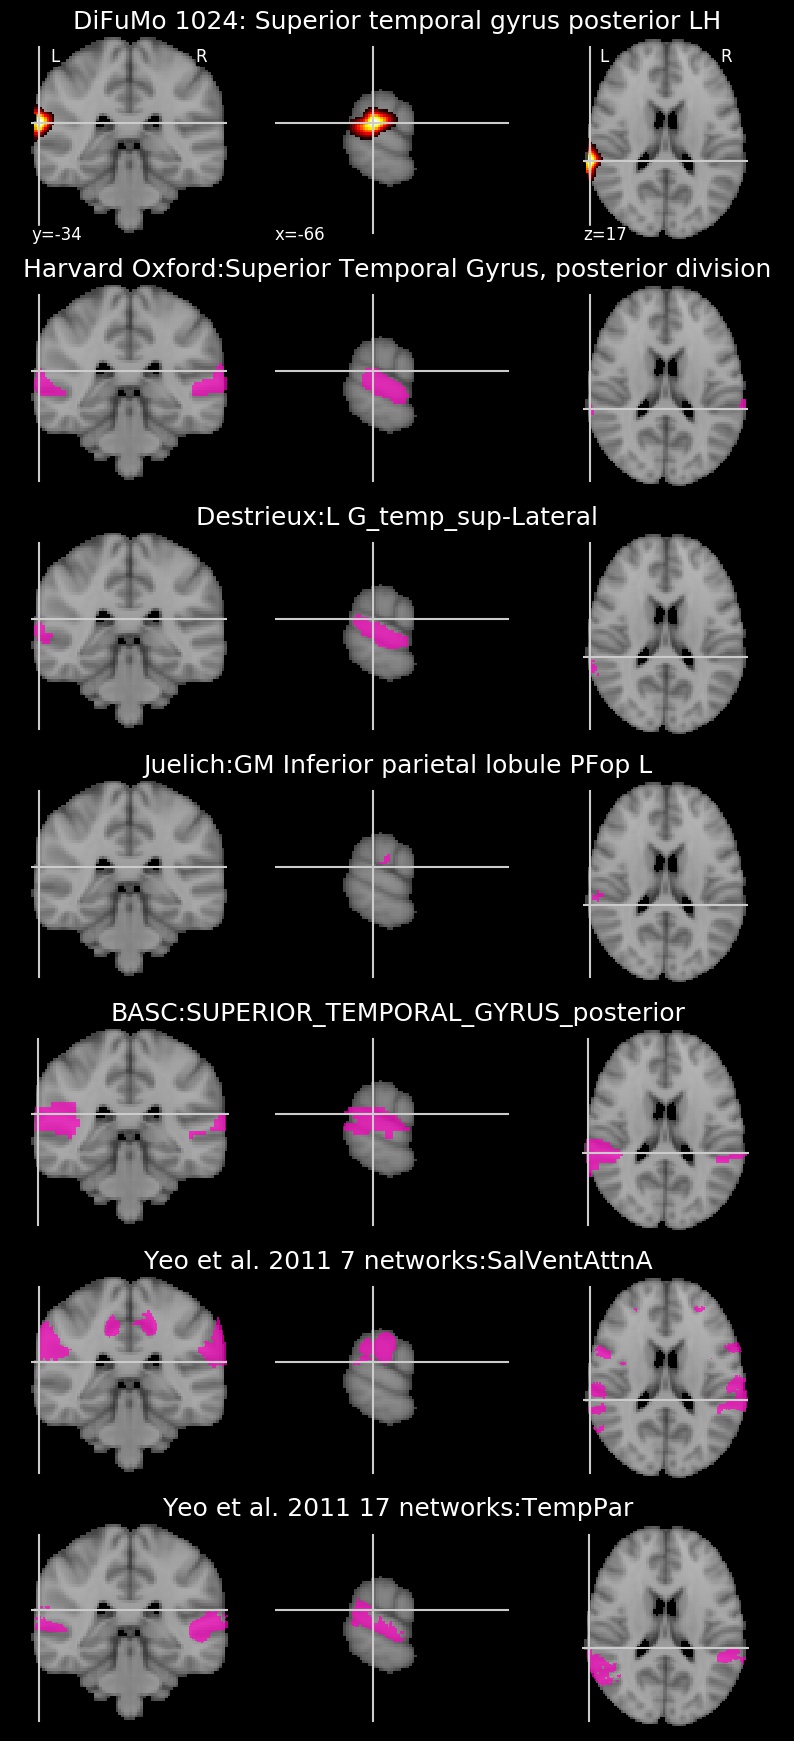 DiFuMo 1024: Superior temporal gyrus posterior LH
L R L R
y=-34 x=-66 z=17
Harvard Oxford:Superior Temporal Gyrus, posterior division
Destrieux:L G_temp_sup-Lateral
Juelich:GM Inferior parietal lobule PFop L
BASC:SUPERIOR_TEMPORAL_GYRUS_posterior
Yeo et al. 2011 7 networks:SalVentAttnA
Yeo et al. 2011 17 networks:TempPar